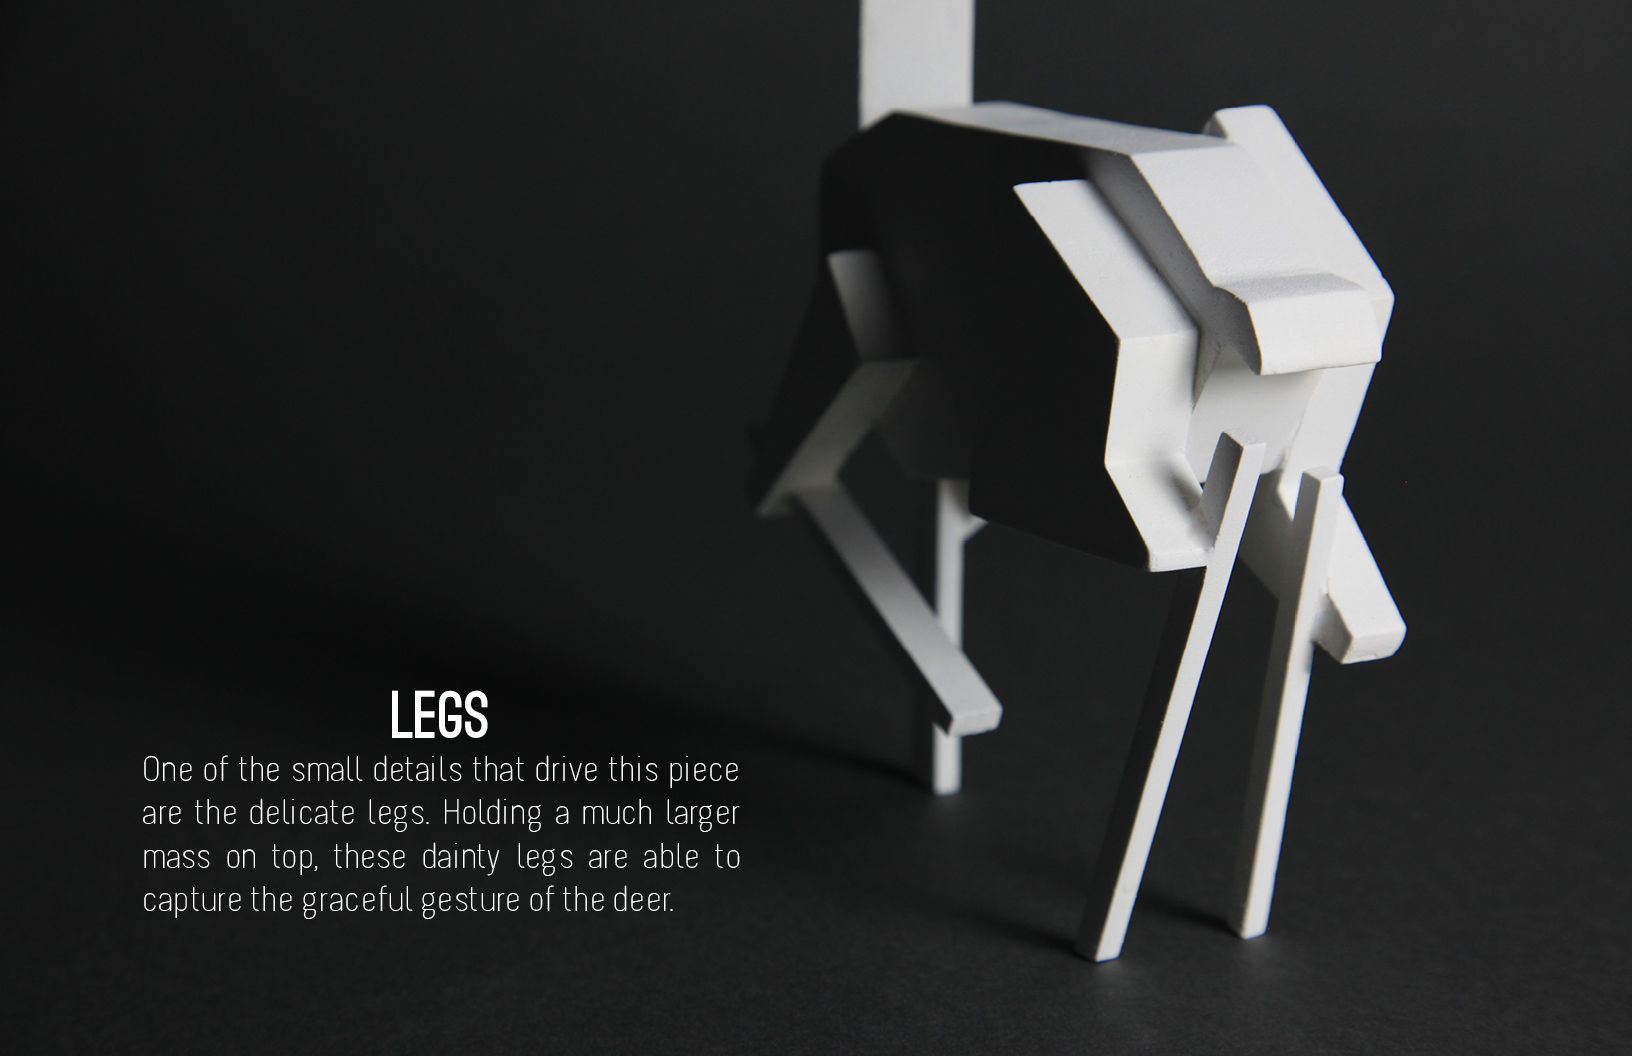 LEGS
One of the small details that drive this piece
are the delicate legs. Holding a much larger
mass on top, these dainty legs are able to
capture the graceful gesture of the deer.